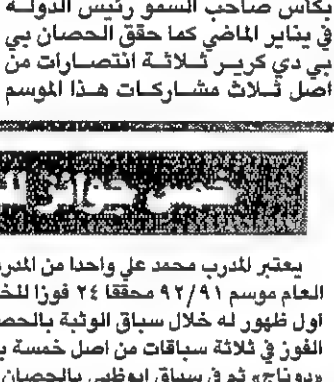 بكأس صاحب السمو رئيس الدولة
في يناير الماضي كما حقق الحصان بي
بي دي كرير ثلاثة انتصارات من
اصل ثلاث مشاركات هذا الموسم
خمس جوائز
يعتبر المدرب محمد علي واحدا من
العام موسم ٩٢/٩١ محققا ٢٤ فوزا
اول ظهور له خلال سباق الوثبة
الفوز في ثلاثة سباقات من اصل خمسة
ثم في سباق ابوظبي بالحصان